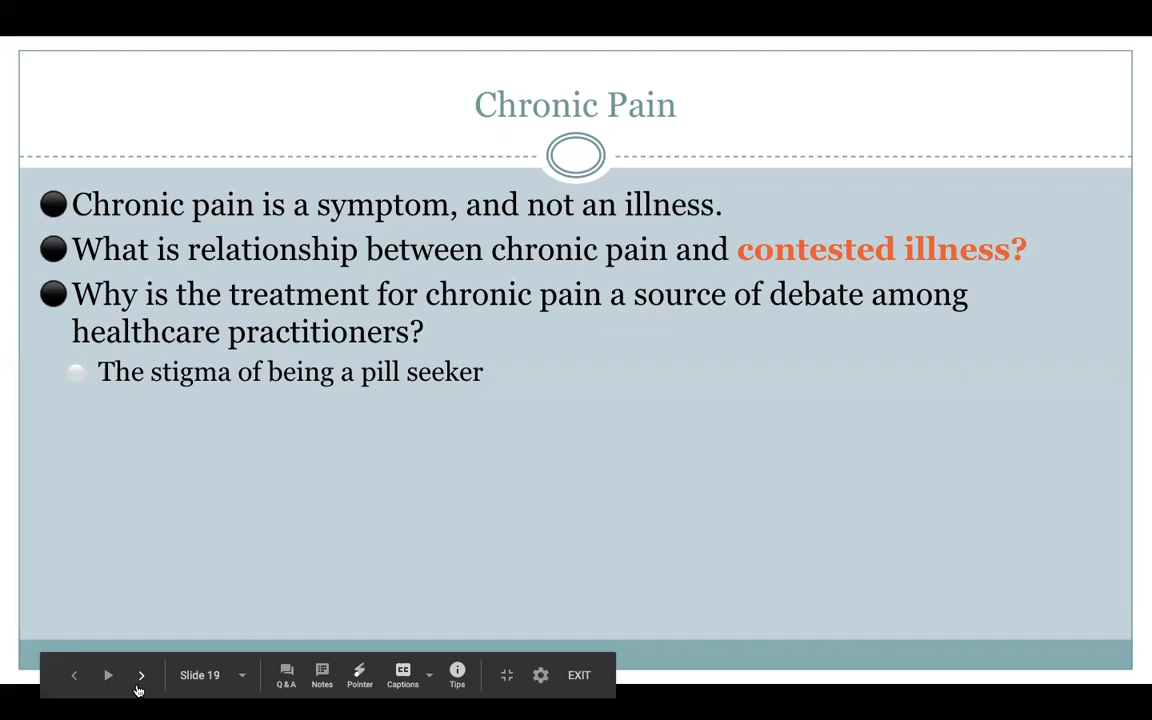 Chronic Pain
Chronic pain is a symptom, and not an illness.
What is relationship between chronic pain and contested illness?
Why is the treatment for chronic pain a source of debate among
healthcare practitioners?
The stigma of being a pill seeker
Slide 19
Q & A
Notes
Pointer
CC
Captions
Tips
EXIT